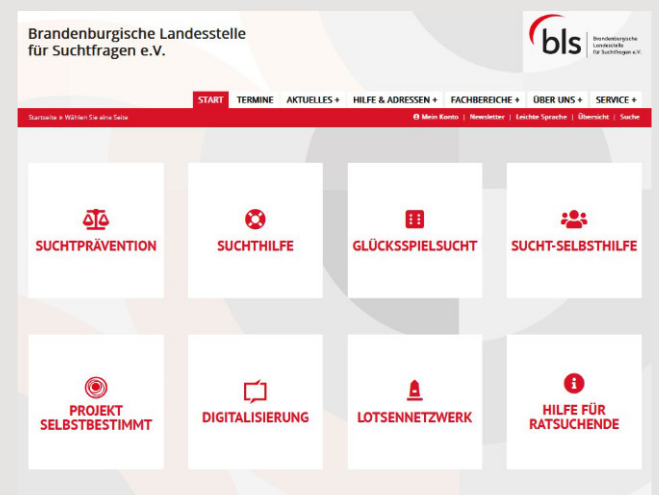 Brandenburgische Landesstelle
für Suchtfragen e.V.
bls
Brandenburgische
Landesstelle
für Suchtfragen e.V.
START TERMINE AKTUELLES + HILFE & ADRESSEN + FACHBEREICHE + ÜBER UNS + SERVICE +
Startseite » Wählen Sie eine Seite
Mein Konto | Newsletter | Leichte Sprache | Übersicht | Suche
SUCHTPRÄVENTION
SUCHTHILFE
GLÜCKSSPIELSUCHT
SUCHT-SELBSTHILFE
PROJEKT
SELBSTBESTIMMT
DIGITALISIERUNG
LOTSENNETZWERK
HILFE FÜR
RATSUCHENDE